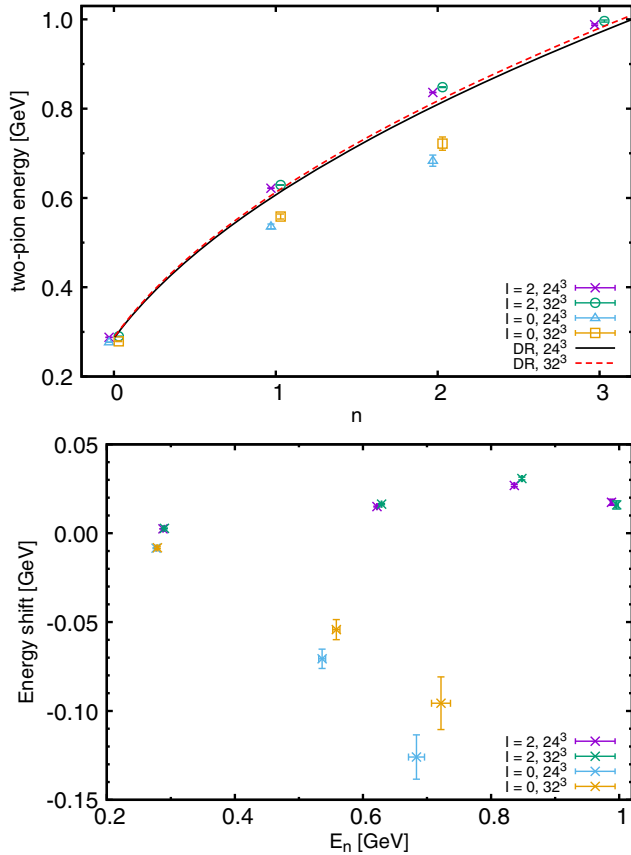 1.0
0.8
0.6
0.4
0.2
two-pion energy [GeV]
I = 2, 24³
I = 2, 32³
I = 0, 24³
I = 0, 32³
DR, 24³
DR, 32³
0 1 2 3
n
0.05
0.00
-0.05
-0.10
-0.15
Energy shift [GeV]
I = 2, 24³
I = 2, 32³
I = 0, 24³
I = 0, 32³
0.2 0.4 0.6 0.8 1
Eₙ [GeV]